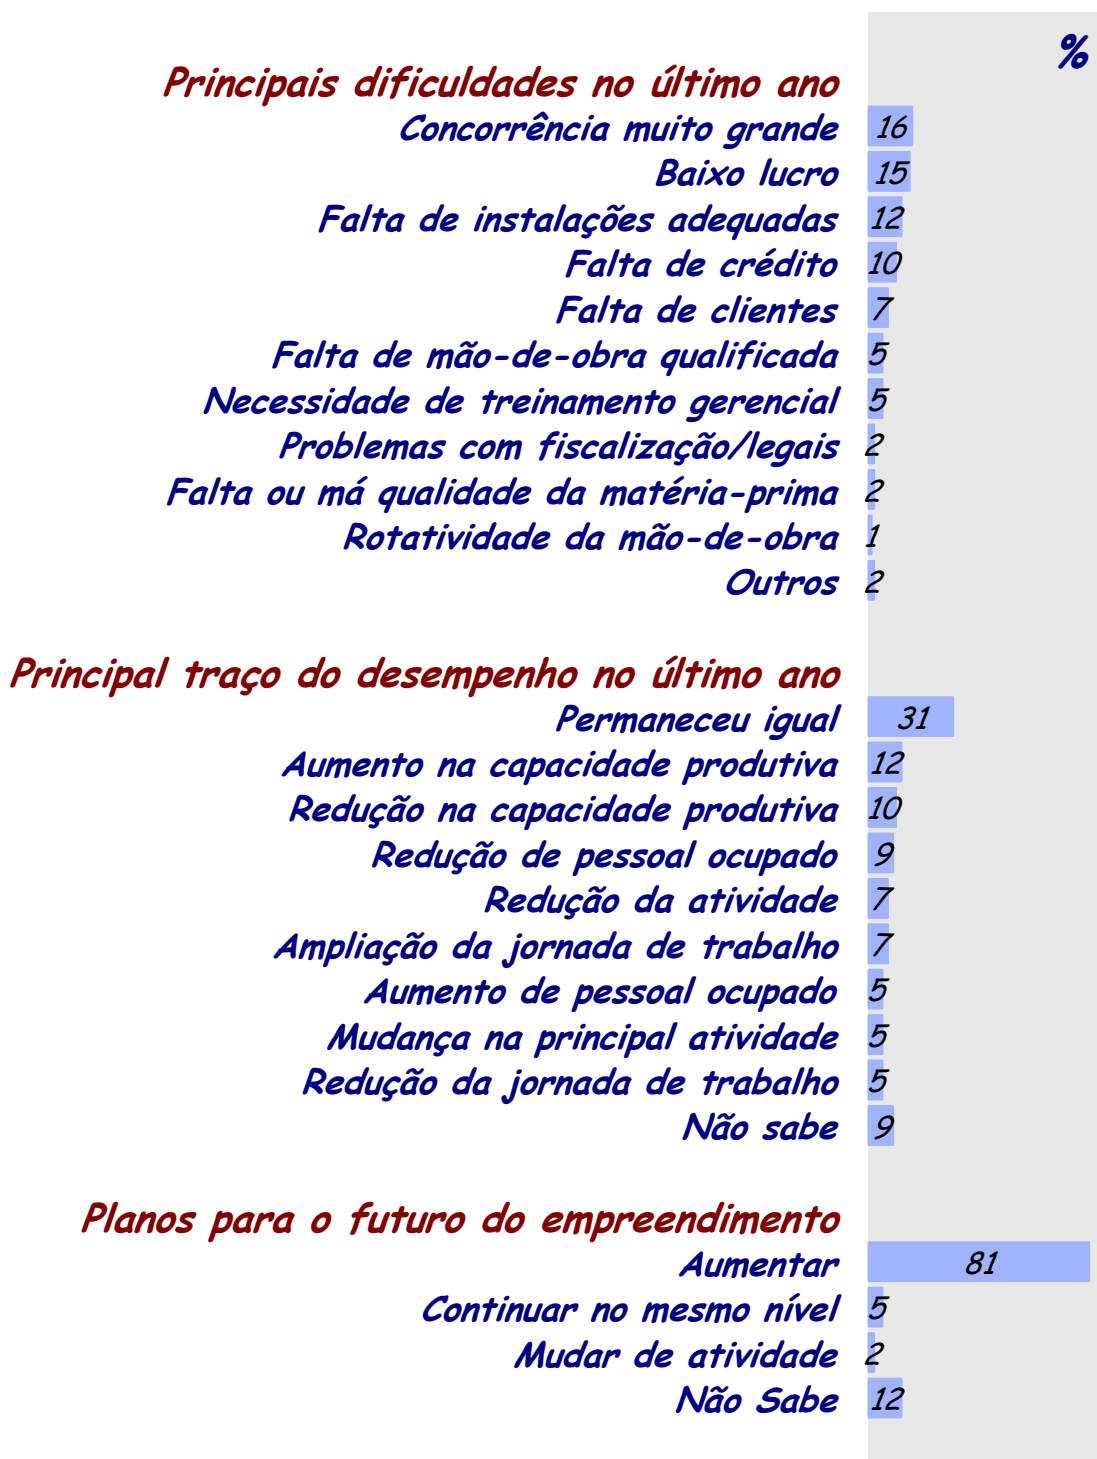 %
Principais dificuldades no último ano
Concorrência muito grande 16
Baixo lucro 15
Falta de instalações adequadas 12
Falta de crédito 10
Falta de clientes 7
Falta de mão-de-obra qualificada 5
Necessidade de treinamento gerencial 5
Problemas com fiscalização/legais 2
Falta ou má qualidade da matéria-prima 2
Rotatividade da mão-de-obra 1
Outros 2
Principal traço do desempenho no último ano
Permaneceu igual 31
Aumento na capacidade produtiva 12
Redução na capacidade produtiva 10
Redução de pessoal ocupado 9
Redução da atividade 7
Ampliação da jornada de trabalho 7
Aumento de pessoal ocupado 5
Mudança na principal atividade 5
Redução da jornada de trabalho 5
Não sabe 9
Planos para o futuro do empreendimento
Aumentar 81
Continuar no mesmo nível 5
Mudar de atividade 2
Não Sabe 12